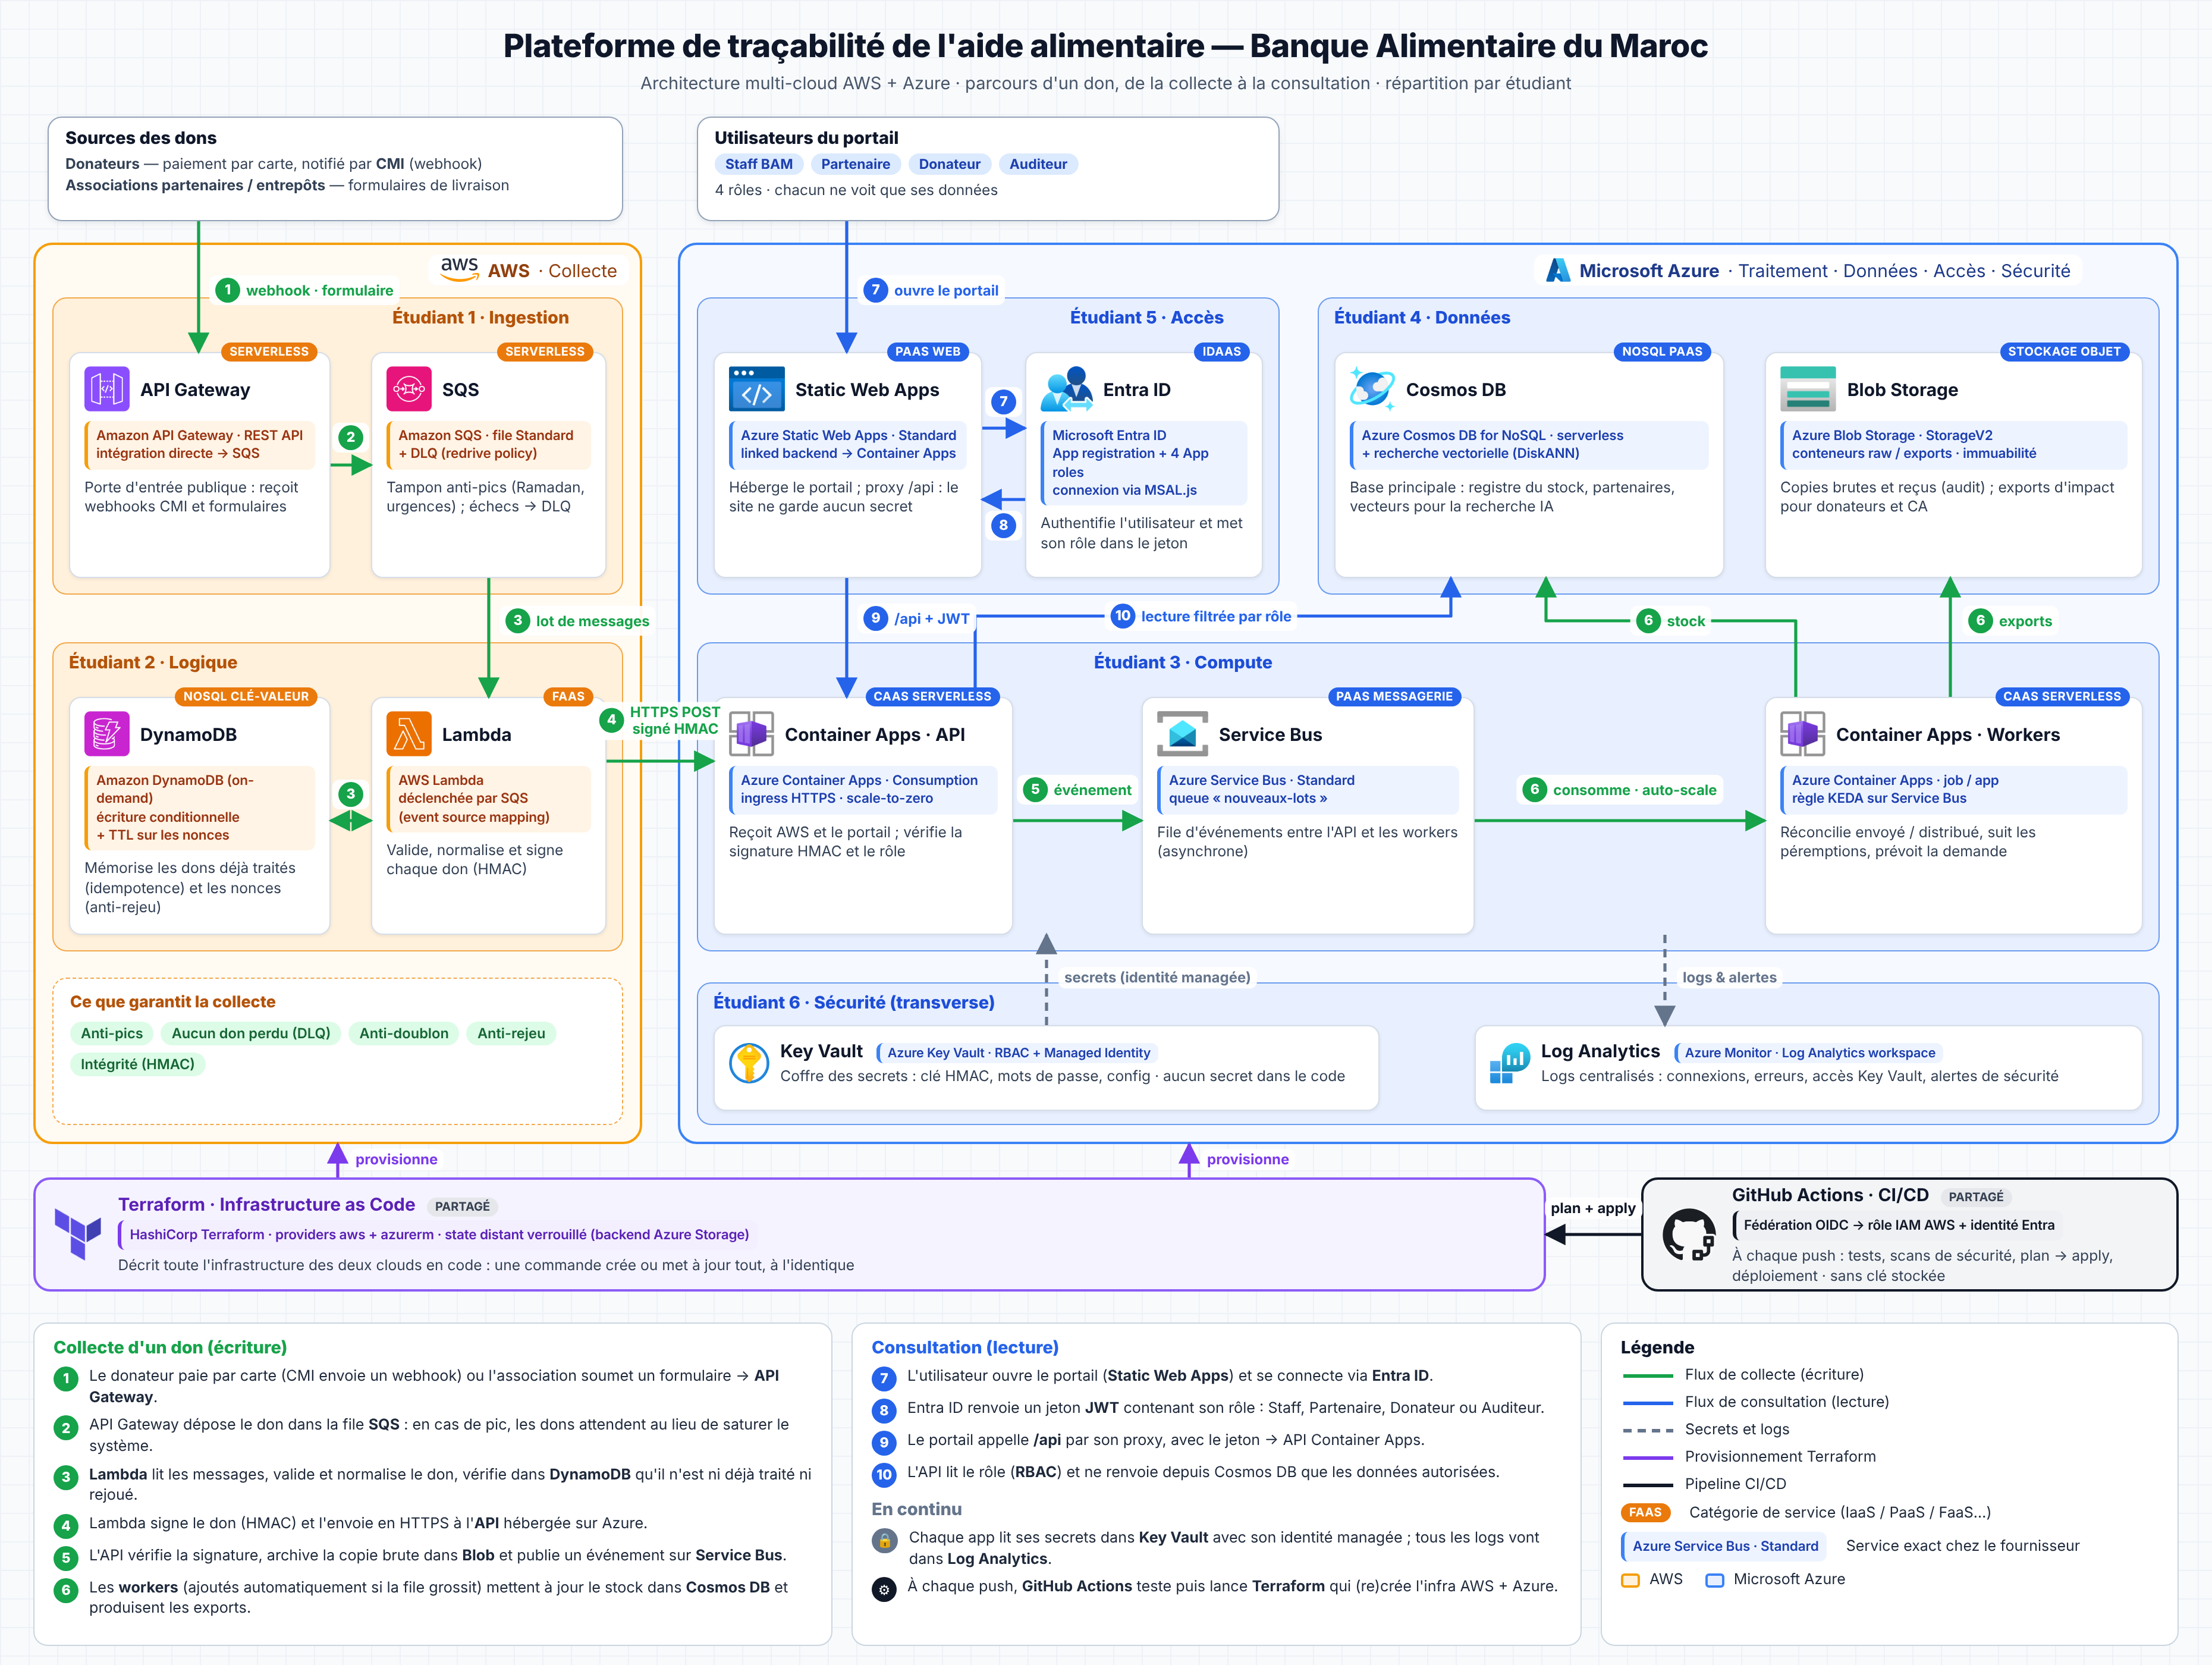 Plateforme de traçabilité de l'aide alimentaire — Banque Alimentaire du Maroc
Architecture multi-cloud AWS + Azure · parcours d'un don, de la collecte à la consultation · répartition par étudiant
Sources des dons
Donateurs — paiement par carte, notifié par CMI (webhook)
Associations partenaires / entrepôts — formulaires de livraison
Utilisateurs du portail
Staff BAM Partenaire Donateur Auditeur
4 rôles · chacun ne voit que ses données
aws AWS · Collecte
1 webhook · formulaire
Étudiant 1 · Ingestion
SERVERLESS
API Gateway
Amazon API Gateway · REST API
intégration directe → SQS
Porte d'entrée publique : reçoit
webhooks CMI et formulaires
2
SERVERLESS
SQS
Amazon SQS · file Standard
+ DLQ (redrive policy)
Tampon anti-pics (Ramadan,
urgences) ; échecs → DLQ
3 lot de messages
Étudiant 2 · Logique
NOSQL CLÉ-VALEUR
DynamoDB
Amazon DynamoDB (on-
demand)
écriture conditionnelle
+ TTL sur les nonces
Mémorise les dons déjà traités
(idempotence) et les nonces
(anti-rejeu)
3
FAAS
Lambda
AWS Lambda
déclenchée par SQS
(event source mapping)
Valide, normalise et signe
chaque don (HMAC)
4 HTTPS POST
signé HMAC
Ce que garantit la collecte
Anti-pics Aucun don perdu (DLQ) Anti-doublon Anti-rejeu
Intégrité (HMAC)
Microsoft Azure · Traitement · Données · Accès · Sécurité
7 ouvre le portail
Étudiant 5 · Accès
PAAS WEB
Static Web Apps
Azure Static Web Apps · Standard
linked backend → Container Apps
Héberge le portail ; proxy /api : le
site ne garde aucun secret
7
8
IDAAS
Entra ID
Microsoft Entra ID
App registration + 4 App
roles
connexion via MSAL.js
Authentifie l'utilisateur et met
son rôle dans le jeton
Étudiant 4 · Données
NOSQL PAAS
Cosmos DB
Azure Cosmos DB for NoSQL · serverless
+ recherche vectorielle (DiskANN)
Base principale : registre du stock, partenaires,
vecteurs pour la recherche IA
STOCKAGE OBJET
Blob Storage
Azure Blob Storage · StorageV2
conteneurs raw / exports · immuabilité
Copies brutes et reçus (audit) ; exports d'impact
pour donateurs et CA
9 /api + JWT
10 lecture filtrée par rôle
6 stock
6 exports
Étudiant 3 · Compute
CAAS SERVERLESS
Container Apps · API
Azure Container Apps · Consumption
ingress HTTPS · scale-to-zero
Reçoit AWS et le portail ; vérifie la
signature HMAC et le rôle
5 événement
PAAS MESSAGERIE
Service Bus
Azure Service Bus · Standard
queue « nouveaux-lots »
File d'événements entre l'API et les workers
(asynchrone)
6 consomme · auto-scale
CAAS SERVERLESS
Container Apps · Workers
Azure Container Apps · job / app
règle KEDA sur Service Bus
Réconcilie envoyé / distribué, suit les
péremptions, prévoit la demande
secrets (identité managée)
logs & alertes
Étudiant 6 · Sécurité (transverse)
Key Vault Azure Key Vault · RBAC + Managed Identity
Coffre des secrets : clé HMAC, mots de passe, config · aucun secret dans le code
Log Analytics Azure Monitor · Log Analytics workspace
Logs centralisés : connexions, erreurs, accès Key Vault, alertes de sécurité
provisionne
provisionne
Terraform · Infrastructure as Code PARTAGÉ
HashiCorp Terraform · providers aws + azurerm · state distant verrouillé (backend Azure Storage)
Décrit toute l'infrastructure des deux clouds en code : une commande crée ou met à jour tout, à l'identique
plan + apply
GitHub Actions · CI/CD PARTAGÉ
Fédération OIDC → rôle IAM AWS + identité Entra
À chaque push : tests, scans de sécurité, plan → apply,
déploiement · sans clé stockée
Collecte d'un don (écriture)
1 Le donateur paie par carte (CMI envoie un webhook) ou l'association soumet un formulaire → API
Gateway.
2 API Gateway dépose le don dans la file SQS : en cas de pic, les dons attendent au lieu de saturer le
système.
3 Lambda lit les messages, valide et normalise le don, vérifie dans DynamoDB qu'il n'est ni déjà traité ni
rejoué.
4 Lambda signe le don (HMAC) et l'envoie en HTTPS à l'API hébergée sur Azure.
5 L'API vérifie la signature, archive la copie brute dans Blob et publie un événement sur Service Bus.
6 Les workers (ajoutés automatiquement si la file grossit) mettent à jour le stock dans Cosmos DB et
produisent les exports.
Consultation (lecture)
7 L'utilisateur ouvre le portail (Static Web Apps) et se connecte via Entra ID.
8 Entra ID renvoie un jeton JWT contenant son rôle : Staff, Partenaire, Donateur ou Auditeur.
9 Le portail appelle /api par son proxy, avec le jeton → API Container Apps.
10 L'API lit le rôle (RBAC) et ne renvoie depuis Cosmos DB que les données autorisées.
En continu
Chaque app lit ses secrets dans Key Vault avec son identité managée ; tous les logs vont
dans Log Analytics.
À chaque push, GitHub Actions teste puis lance Terraform qui (re)crée l'infra AWS + Azure.
Légende
Flux de collecte (écriture)
Flux de consultation (lecture)
Secrets et logs
Provisionnement Terraform
Pipeline CI/CD
FAAS Catégorie de service (IaaS / PaaS / FaaS…)
Azure Service Bus · Standard Service exact chez le fournisseur
AWS Microsoft Azure